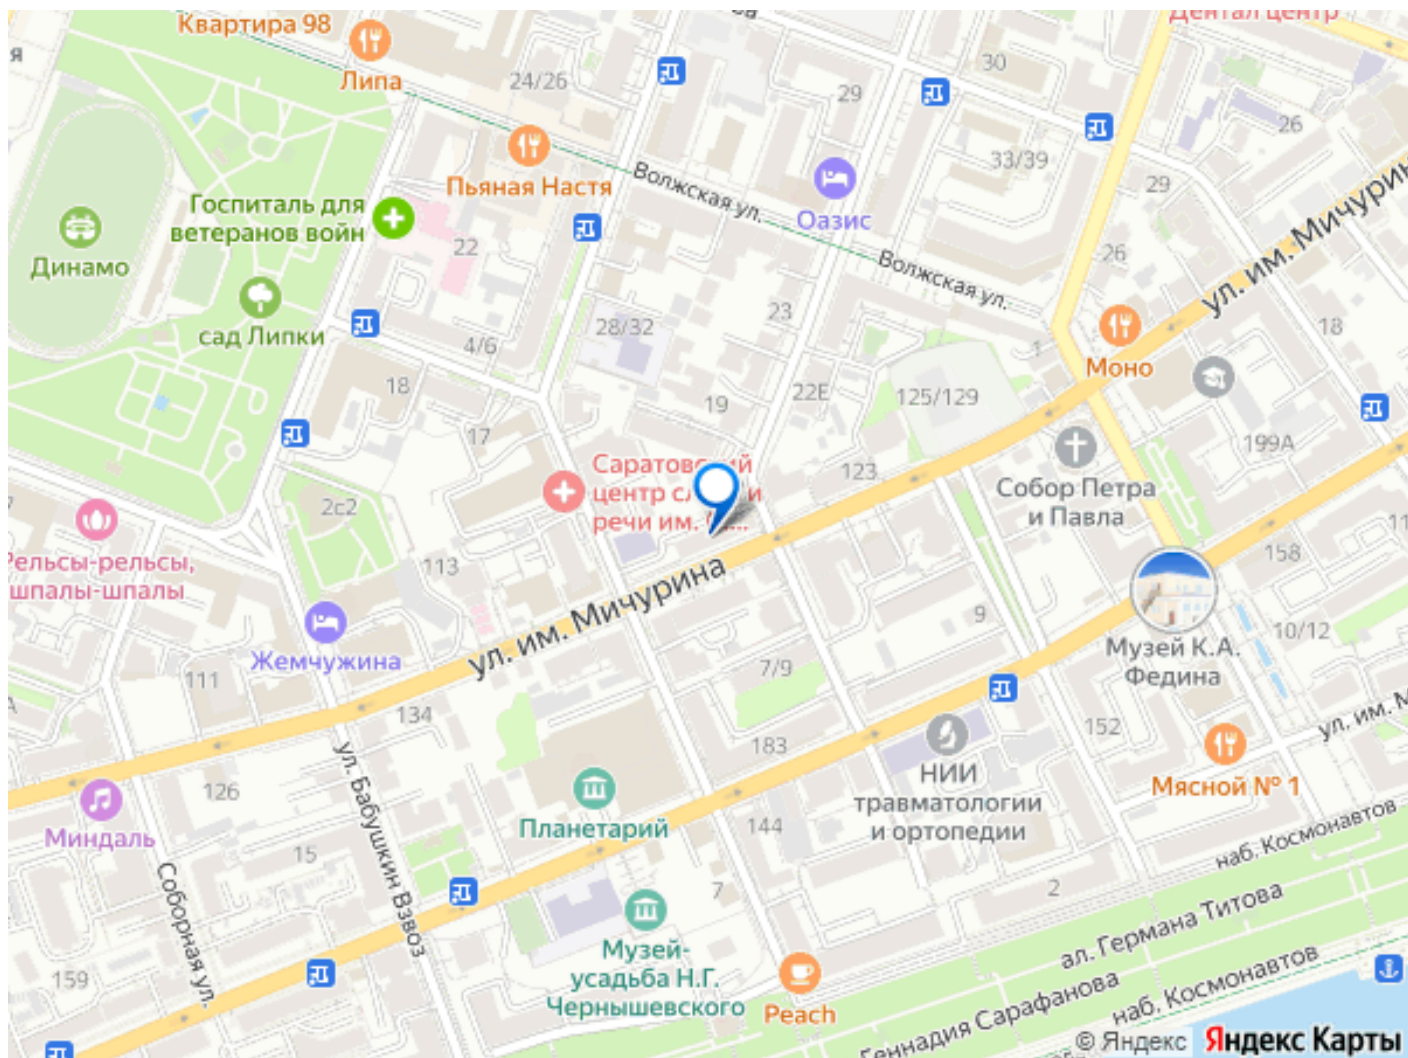 Квартира 98
Липа
24/26
29
30
Дентал центр
26
33/39
29
Пьяная Настя
Волжская ул.
Оазис
Госпиталь для
ветеранов войн
22
Динамо
сад Липки
Волжская ул.
26
ул. им. Мичурин
23
28/32
4/6
18
Моно
1
18
125/129
22Е
19
17
199А
123
Саратовский
центр сл
и
речи им.
2с2
Собор Петра
и Павла
Рельсы-рельсы,
шпалы-шпалы
113
158
11
ул. им. Мичурина
9
10/12
Музей К.А.
Федина
Жемчужина
111
7/9
134
183
152
ул. им. М
НИИ
травматологии
и ортопедии
Мясной № 1
126
Миндаль
Планетарий
144
ул. Бабушкин Взвоз
15
наб. Космонавтов
Соборная ул.
7
2
ал. Германа Титова
159
Музей-
усадьба Н.Г.
Чернышевского
Peach
Геннадия Сарафанова
наб. Космонавтов
© Яндекс Яндекс Карты